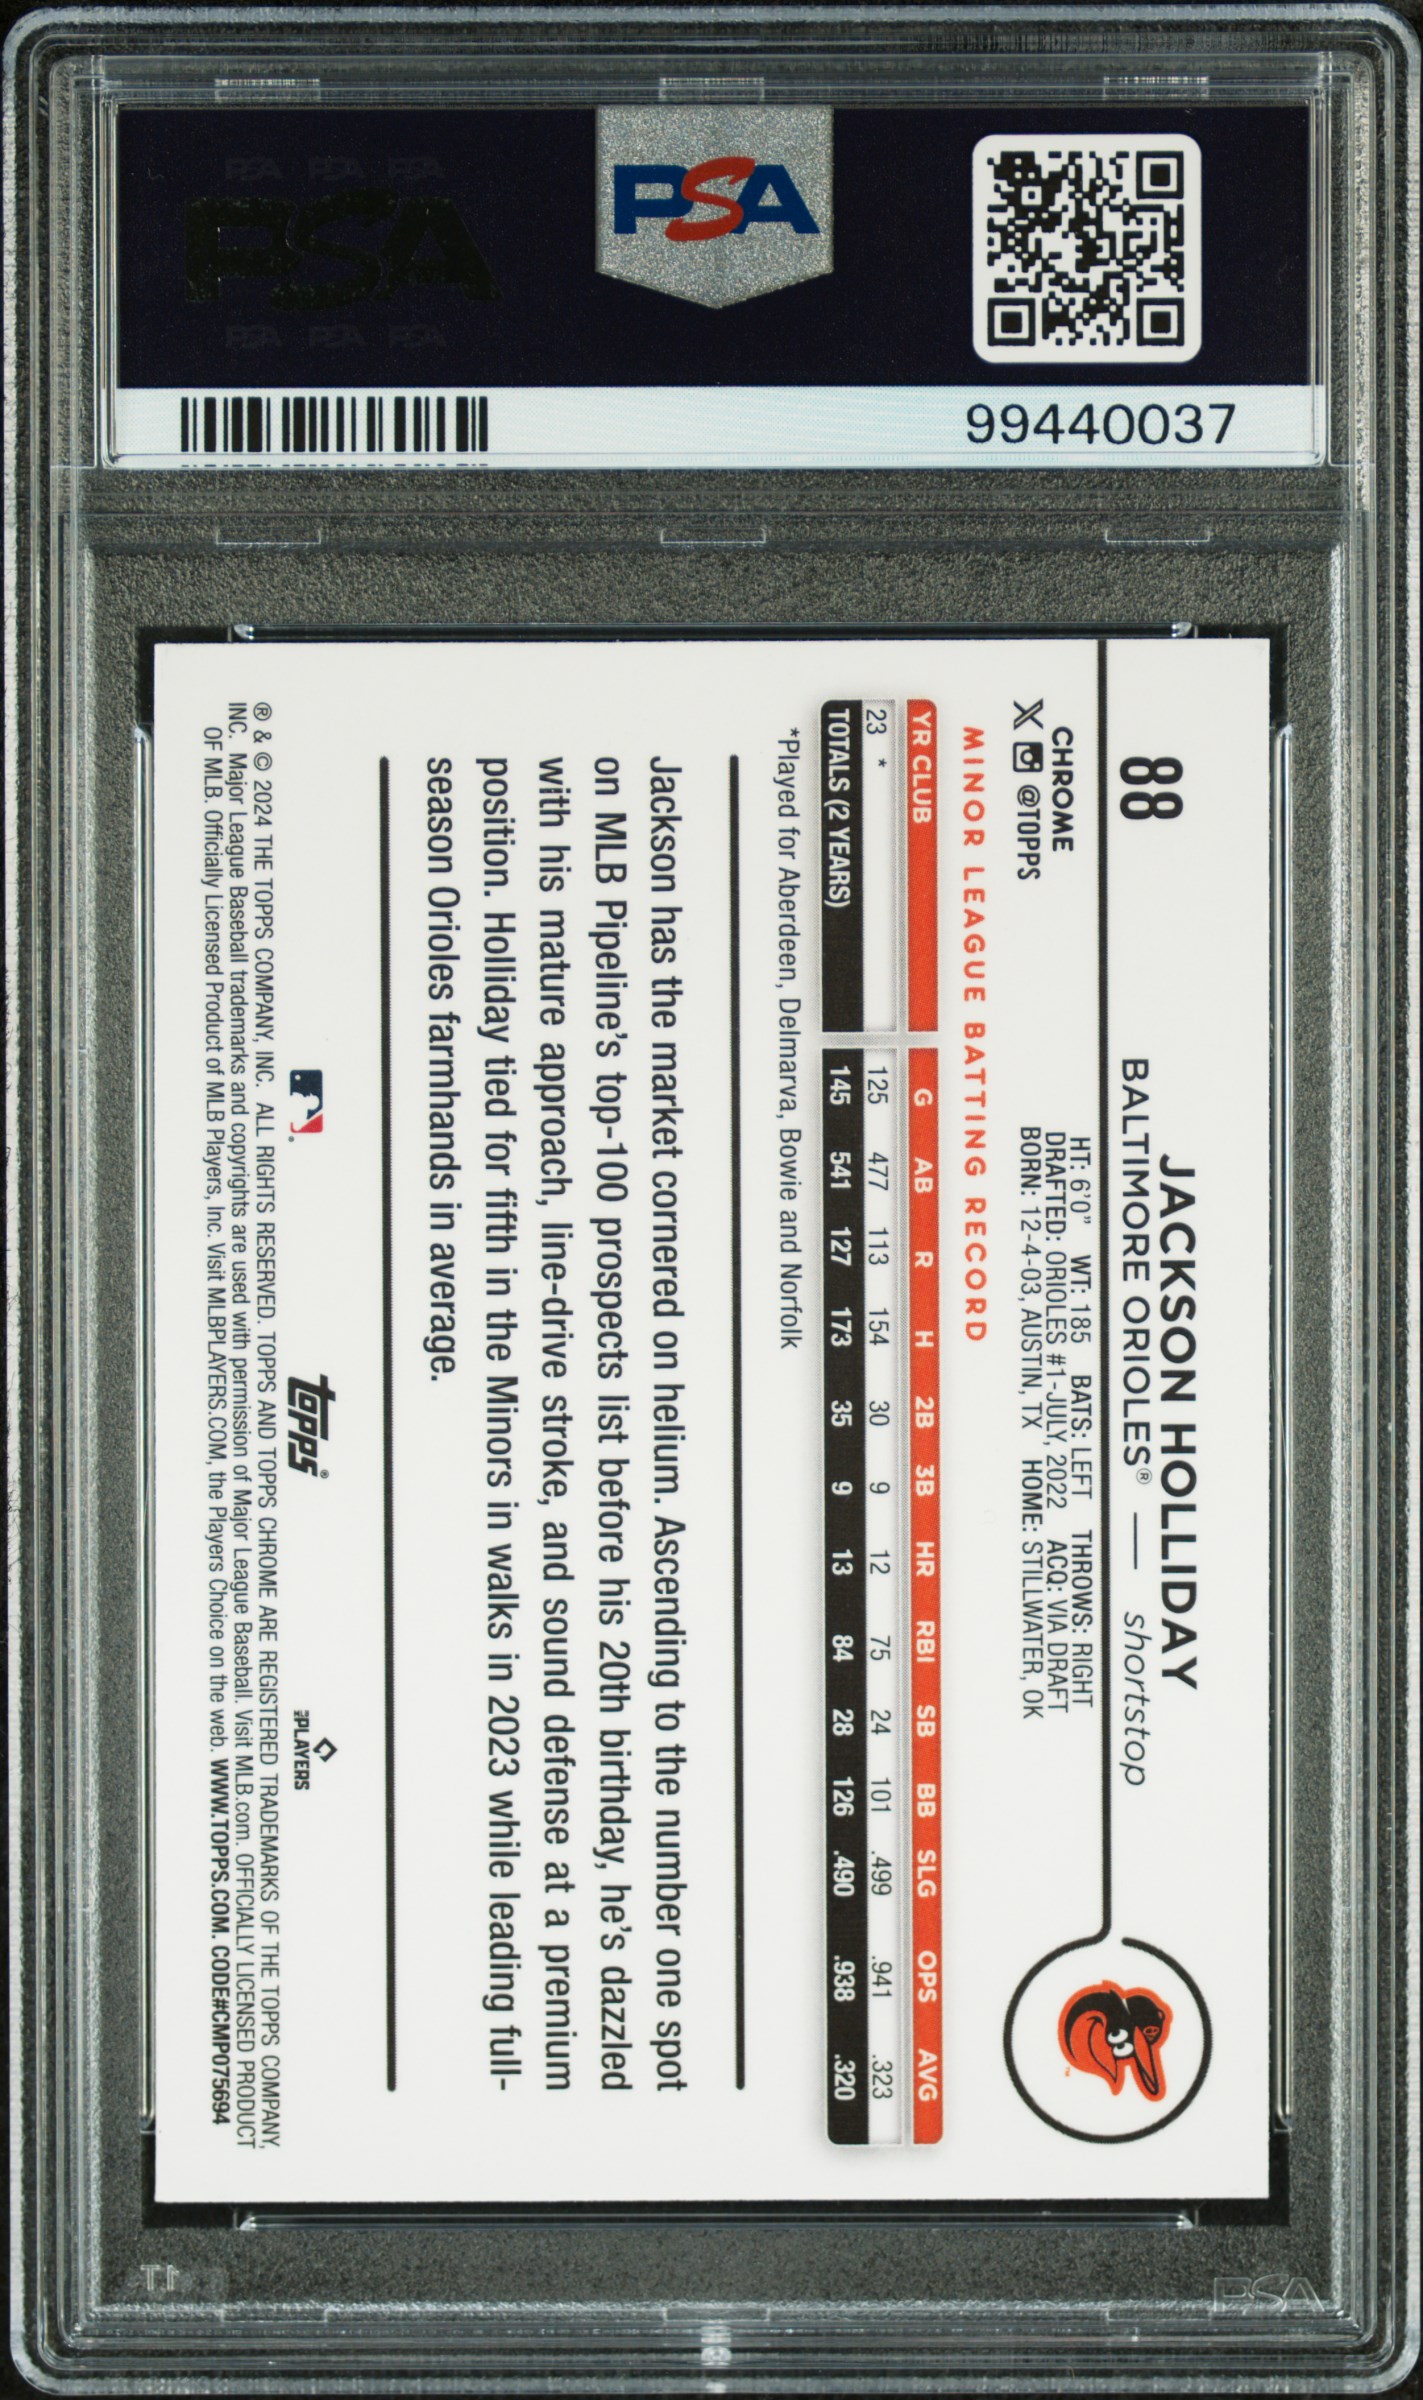 PSA PSA PSA
PSA
PSA PSA PSA
PSA
99440037
88
JACKSON HOLLIDAY
BALTIMORE ORIOLES® — shortstop
CHROME
X @TOPPS
HT: 6'0" WT: 185 BATS: LEFT THROWS: RIGHT
DRAFTED: ORIOLES #1-JULY, 2022 ACQ: VIA DRAFT
BORN: 12-4-03, AUSTIN, TX HOME: STILLWATER, OK
MINOR LEAGUE BATTING RECORD
YR CLUB G AB R H 2B 3B HR RBI SB BB SLG OPS AVG
23 * 125 477 113 154 30 9 12 75 24 101 .499 .941 .323
TOTALS (2 YEARS) 145 541 127 173 35 9 13 84 28 126 .490 .938 .320
*Played for Aberdeen, Delmarva, Bowie and Norfolk
Jackson has the market cornered on helium. Ascending to the number one spot
on MLB Pipeline's top-100 prospects list before his 20th birthday, he's dazzled
with his mature approach, line-drive stroke, and sound defense at a premium
position. Holliday tied for fifth in the Minors in walks in 2023 while leading full-
season Orioles farmhands in average.
topps®
PLAYERS
® & © 2024 THE TOPPS COMPANY, INC. ALL RIGHTS RESERVED. TOPPS AND TOPPS CHROME ARE REGISTERED TRADEMARKS OF THE TOPPS COMPANY,
INC. Major League Baseball trademarks and copyrights are used with permission of Major League Baseball. Visit MLB.com. OFFICIALLY LICENSED PRODUCT
OF MLB. Officially Licensed Product of MLB Players, Inc. Visit MLBPLAYERS.COM, the Players Choice on the web. WWW.TOPPS.COM. CODE#CMP075694
PSA